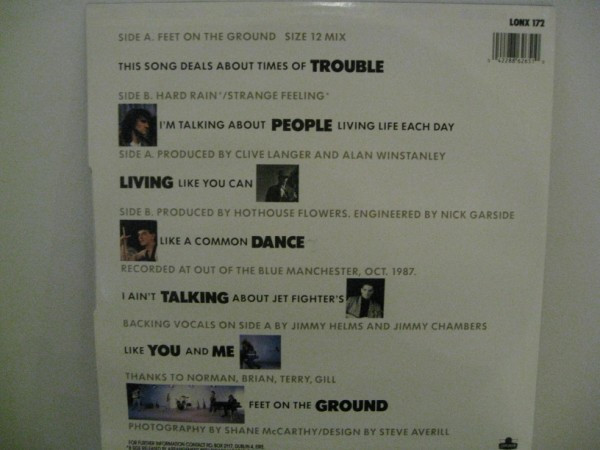 LONX 172
SIDE A. FEET ON THE GROUND SIZE 12 MIX
THIS SONG DEALS ABOUT TIMES OF TROUBLE
SIDE B. HARD RAIN'/STRANGE FEELING*
I'M TALKING ABOUT PEOPLE LIVING LIFE EACH DAY
SIDE A. PRODUCED BY CLIVE LANGER AND ALAN WINSTANLEY
LIVING LIKE YOU CAN
SIDE B. PRODUCED BY HOTHOUSE FLOWERS. ENGINEERED BY NICK GARSIDE
LIKE A COMMON DANCE
RECORDED AT OUT OF THE BLUE MANCHESTER, OCT. 1987.
I AIN'T TALKING ABOUT JET FIGHTER'S
BACKING VOCALS ON SIDE A BY JIMMY HELMS AND JIMMY CHAMBERS
LIKE YOU AND ME
THANKS TO NORMAN, BRIAN, TERRY, GILL
FEET ON THE GROUND
PHOTOGRAPHY BY SHANE McCARTHY/DESIGN BY STEVE AVERILL
FOR FURTHER INFORMATION CONTACT P.O. BOX